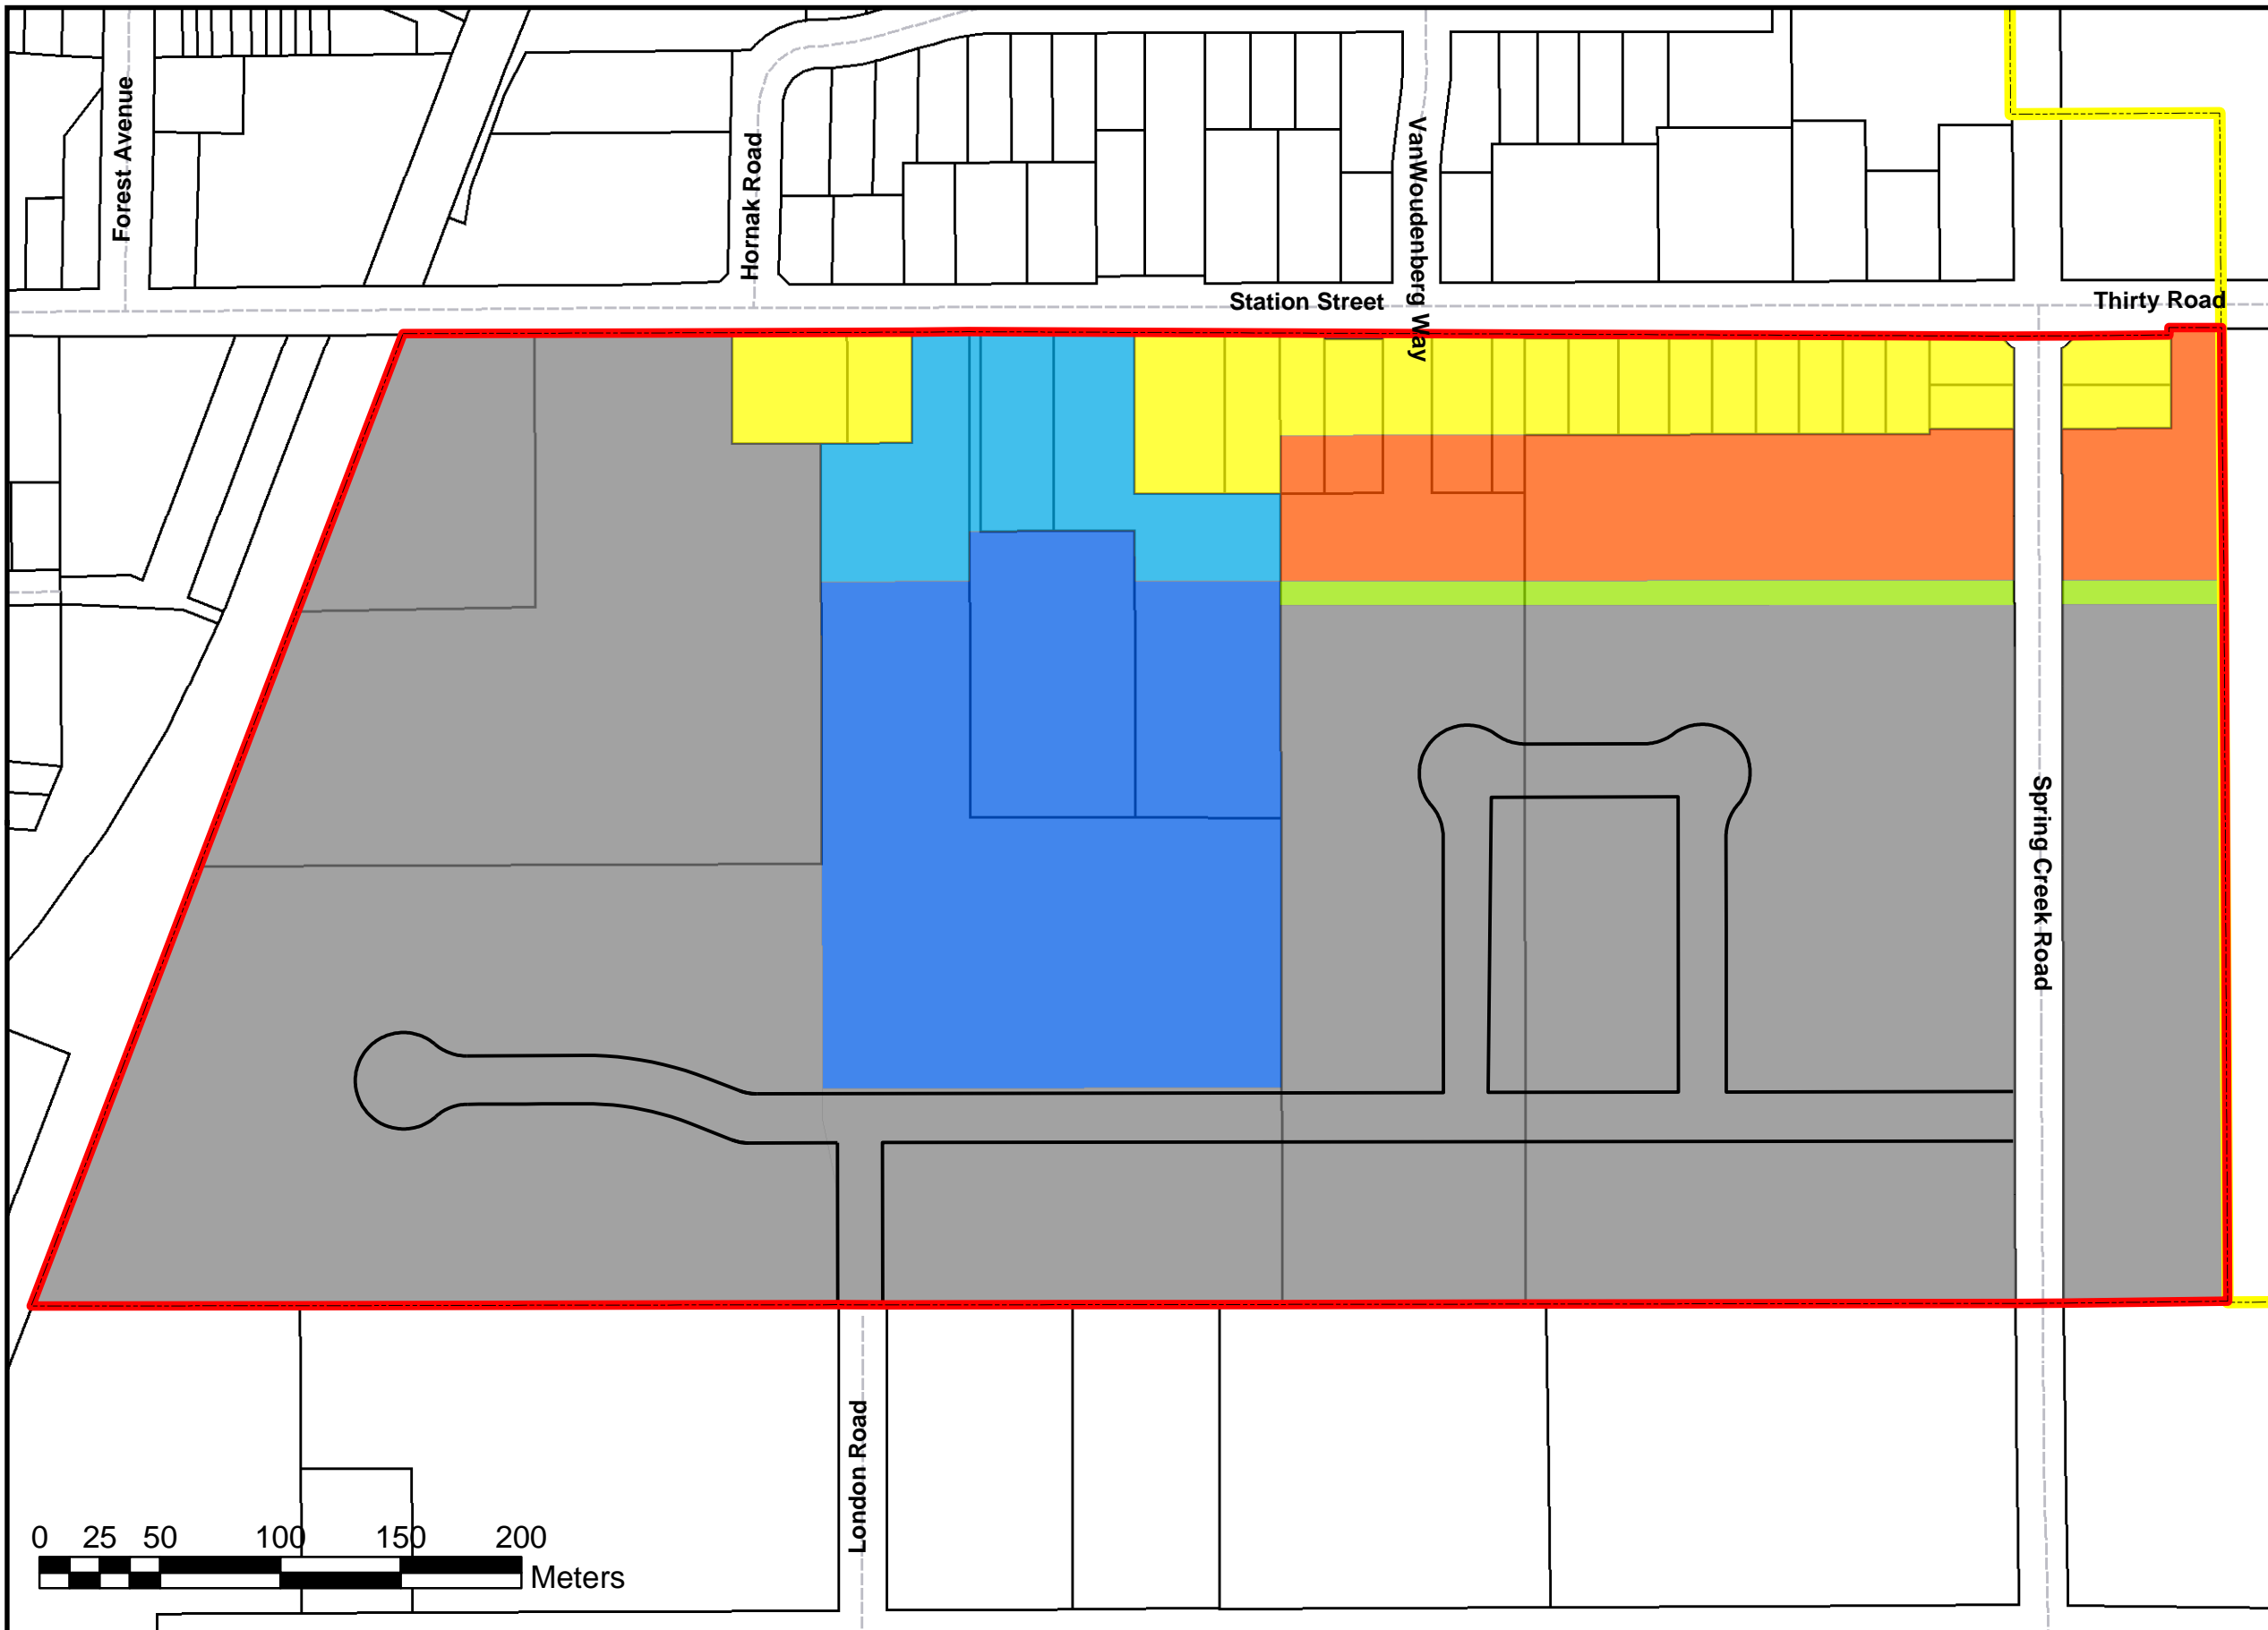 Forest Avenue
Hornak Road
VanWoudenberg Way
Station Street
Thirty Road
Spring Creek Road
London Road
0 25 50 100 150 200
Meters